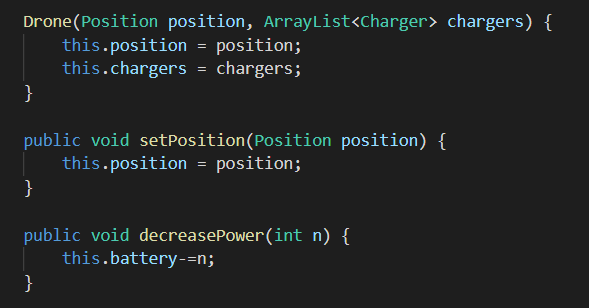 Drone(Position position, ArrayList<Charger> chargers) {
    this.position = position;
    this.chargers = chargers;
}

public void setPosition(Position position) {
    this.position = position;
}

public void decreasePower(int n) {
    this.battery-=n;
}